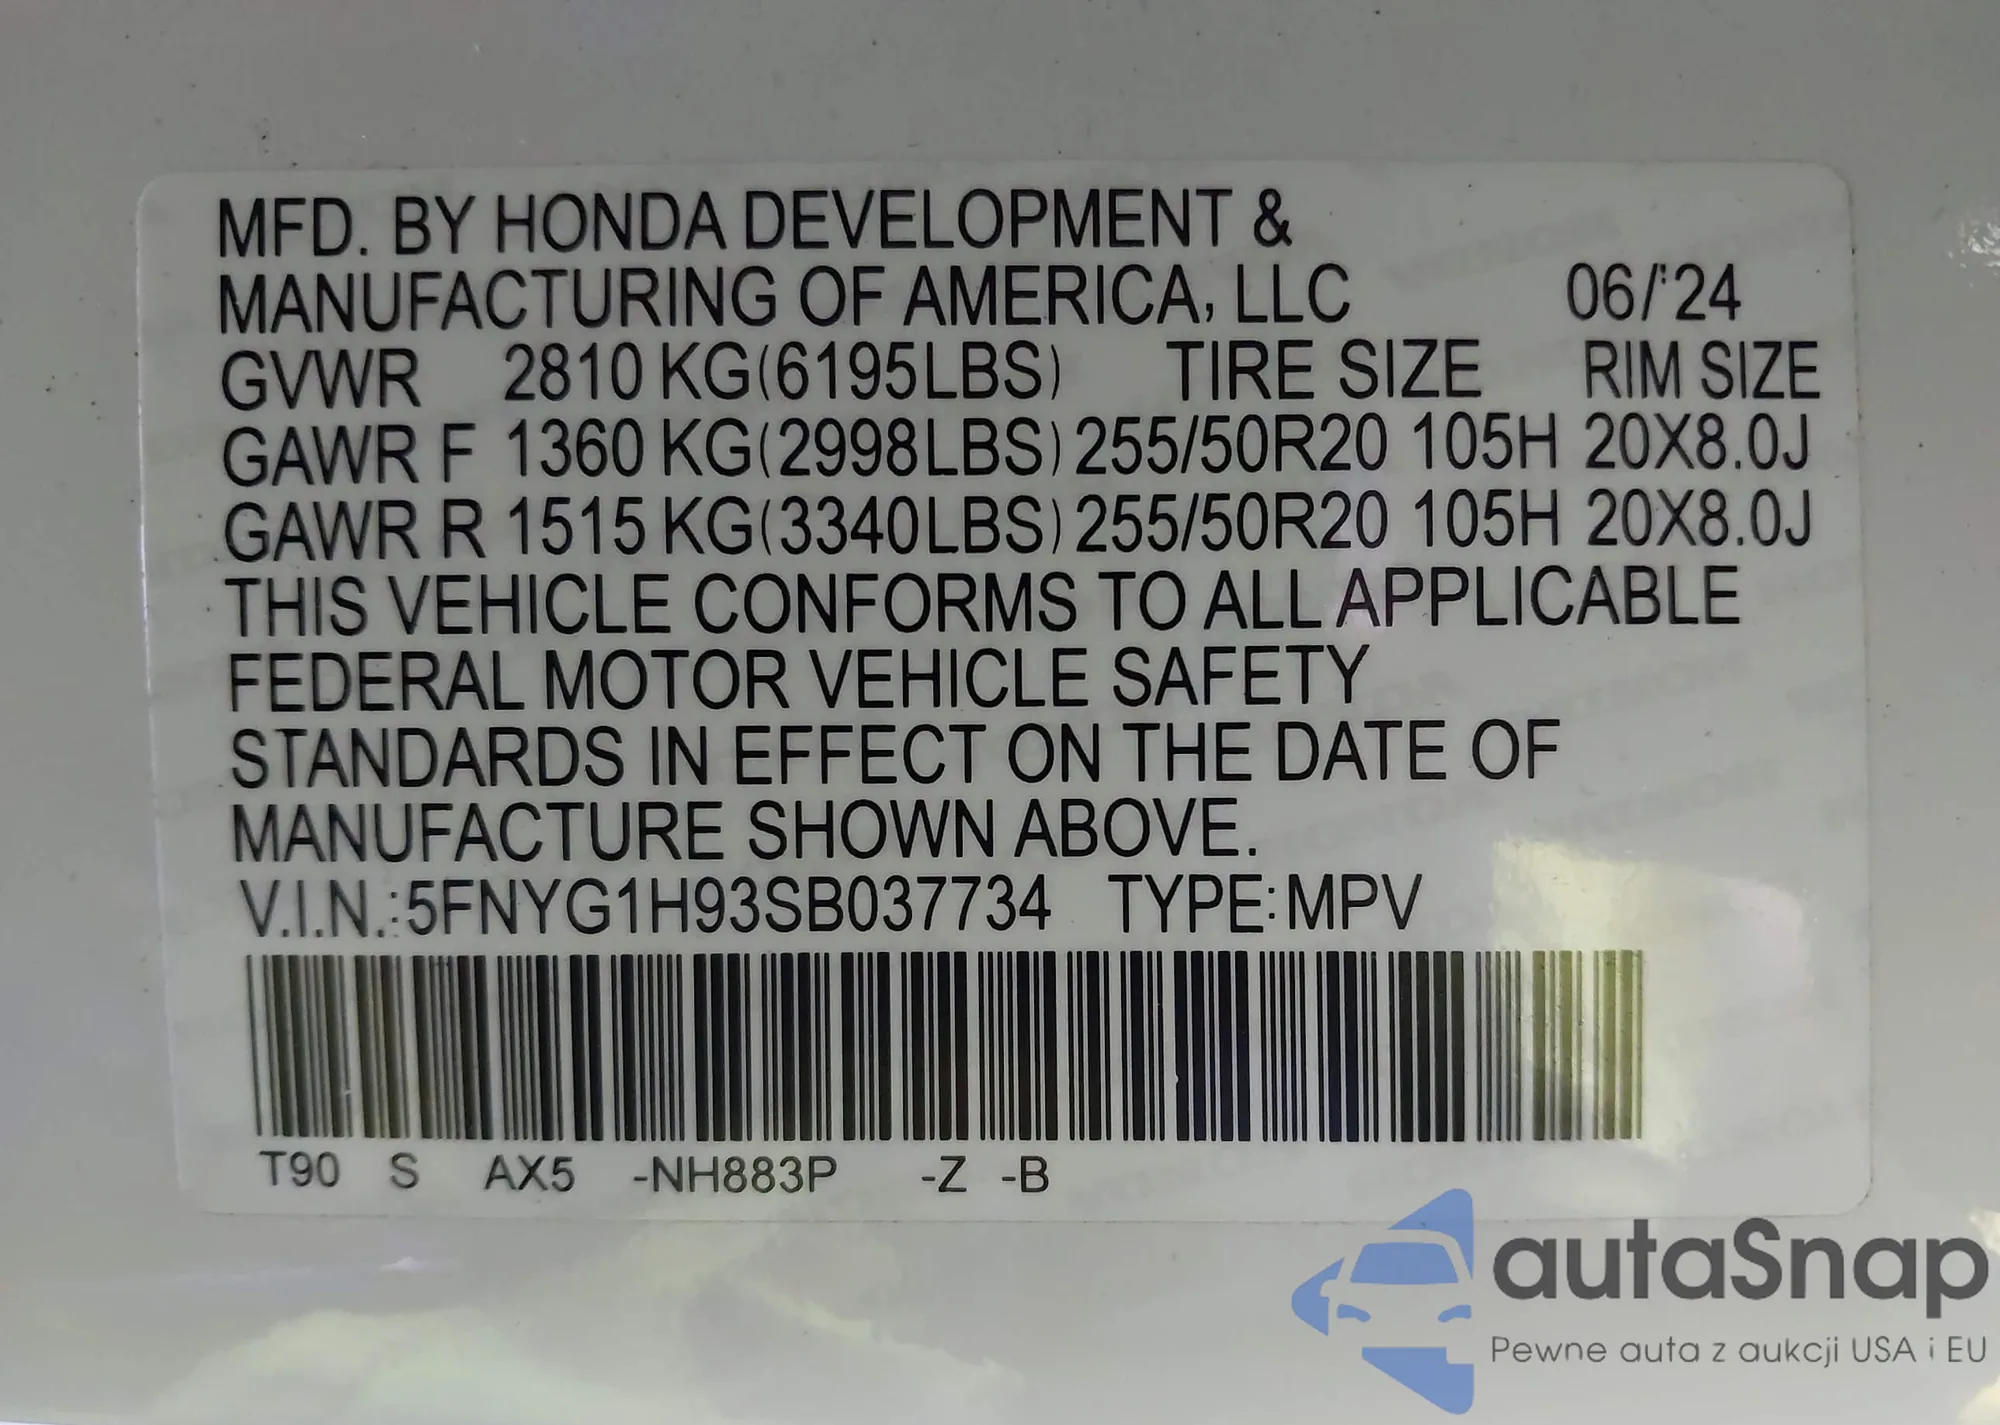 MFD. BY HONDA DEVELOPMENT &
MANUFACTURING OF AMERICA, LLC 06/'24
GVWR 2810 KG(6195LBS) TIRE SIZE RIM SIZE
GAWR F 1360 KG(2998LBS) 255/50R20 105H 20X8.0J
GAWR R 1515 KG(3340LBS) 255/50R20 105H 20X8.0J
THIS VEHICLE CONFORMS TO ALL APPLICABLE
FEDERAL MOTOR VEHICLE SAFETY
STANDARDS IN EFFECT ON THE DATE OF
MANUFACTURE SHOWN ABOVE.
V.I.N.:5FNYG1H93SB037734 TYPE:MPV
T90 S AX5 -NH883P -Z -B
autaSnap
Pewne auta z aukcji USA i EU